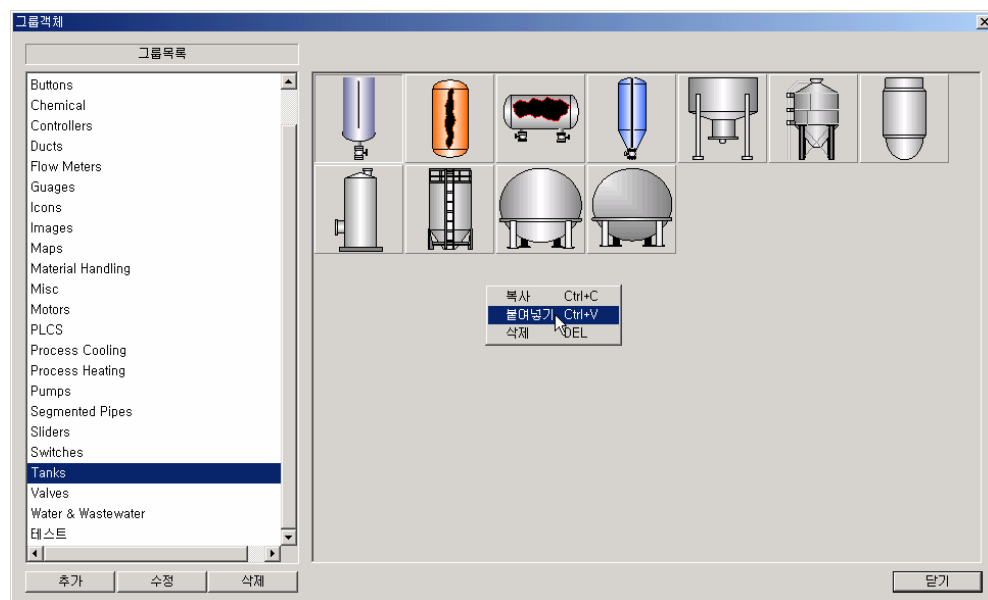 그룹객체
그룹목록
Buttons
Chemical
Controllers
Ducts
Flow Meters
Guages
Icons
Images
Maps
Material Handling
Misc
Motors
PLCS
Process Cooling
Process Heating
Pumps
Segmented Pipes
Sliders
Switches
Tanks
Valves
Water & Wastewater
테스트
복사 Ctrl+C
붙여넣기 Ctrl+V
삭제 DEL
추가 수정 삭제 닫기